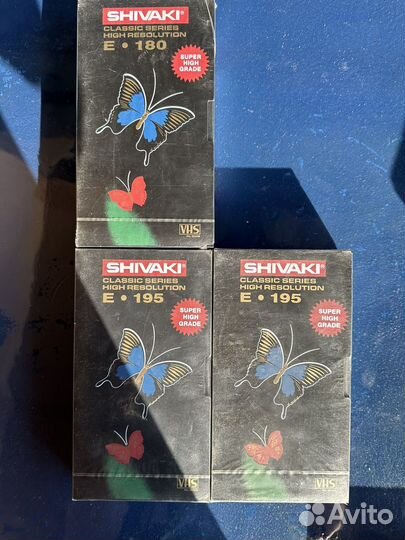 SHIVAKI
CLASSIC SERIES
HIGH RESOLUTION
E • 180
SUPER
HIGH
GRADE
VHS
SHIVAKI
CLASSIC SERIES
HIGH RESOLUTION
E • 195
SUPER
HIGH
GRADE
VHS
SHIVAKI
CLASSIC SERIES
HIGH RESOLUTION
E • 195
SUPER
HIGH
GRADE
VHS
Avito